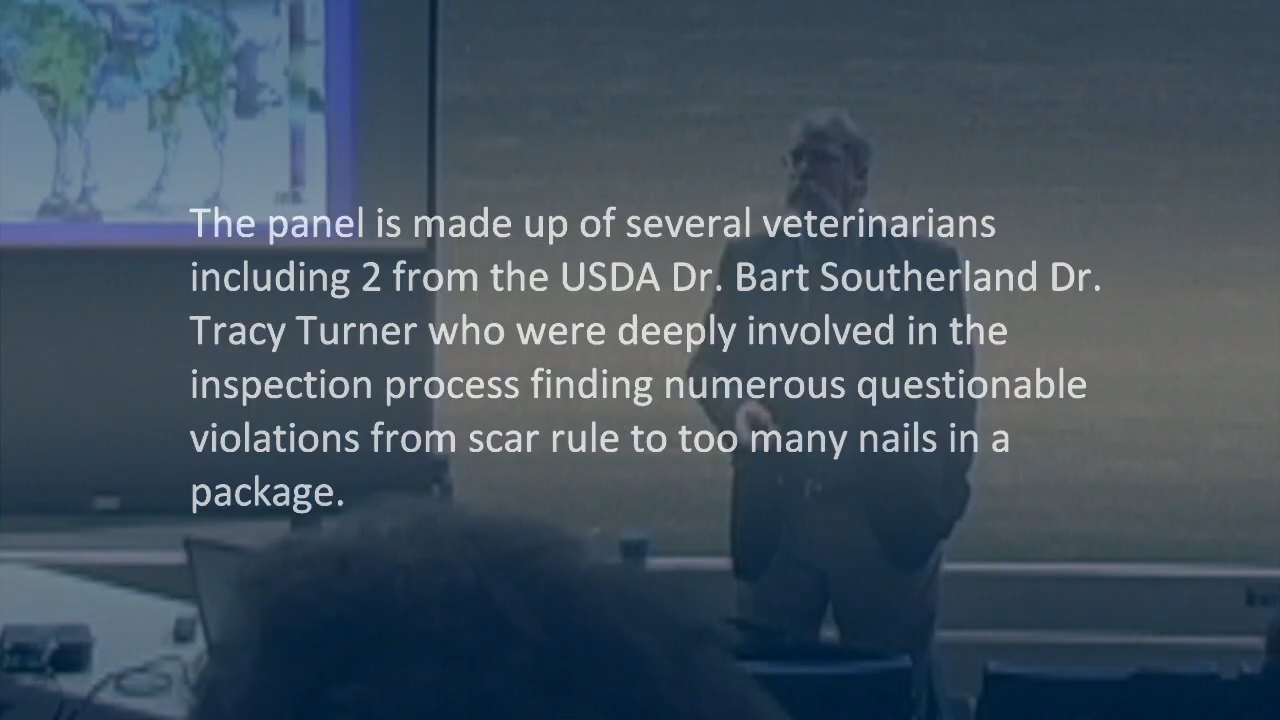 The panel is made up of several veterinarians
including 2 from the USDA Dr. Bart Southerland Dr.
Tracy Turner who were deeply involved in the
inspection process finding numerous questionable
violations from scar rule to too many nails in a
package.